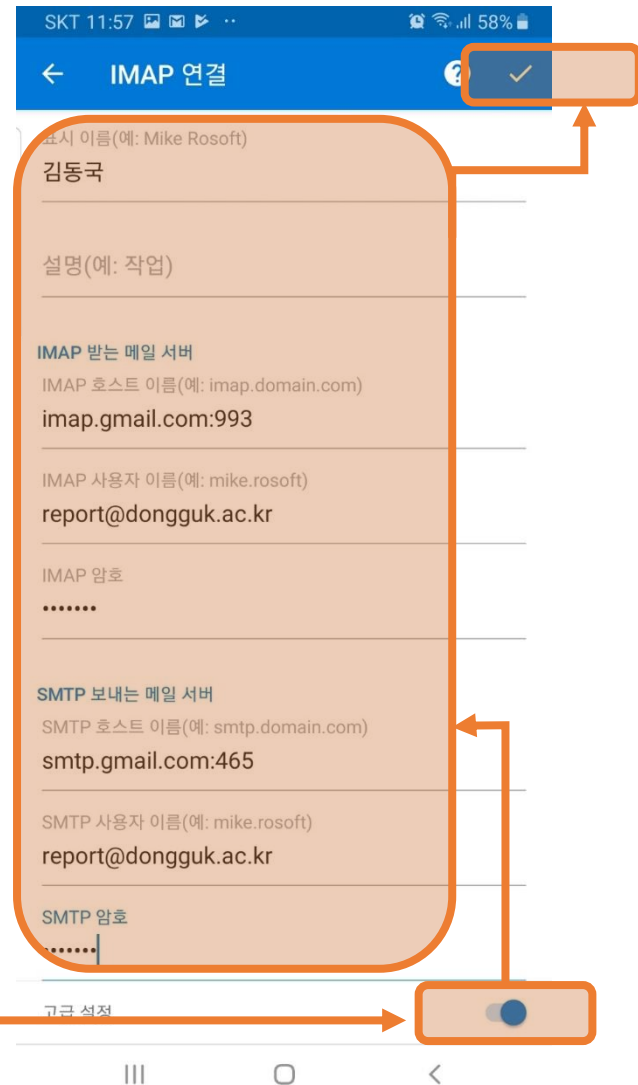 SKT 11:57
58%
IMAP 연결
표시 이름(예: Mike Rosoft)
김동국
설명(예: 작업)
IMAP 받는 메일 서버
IMAP 호스트 이름(예: imap.domain.com)
imap.gmail.com:993
IMAP 사용자 이름(예: mike.rosoft)
report@dongguk.ac.kr
IMAP 암호
•••••••
SMTP 보내는 메일 서버
SMTP 호스트 이름(예: smtp.domain.com)
smtp.gmail.com:465
SMTP 사용자 이름(예: mike.rosoft)
report@dongguk.ac.kr
SMTP 암호
•••••••
고급 설정